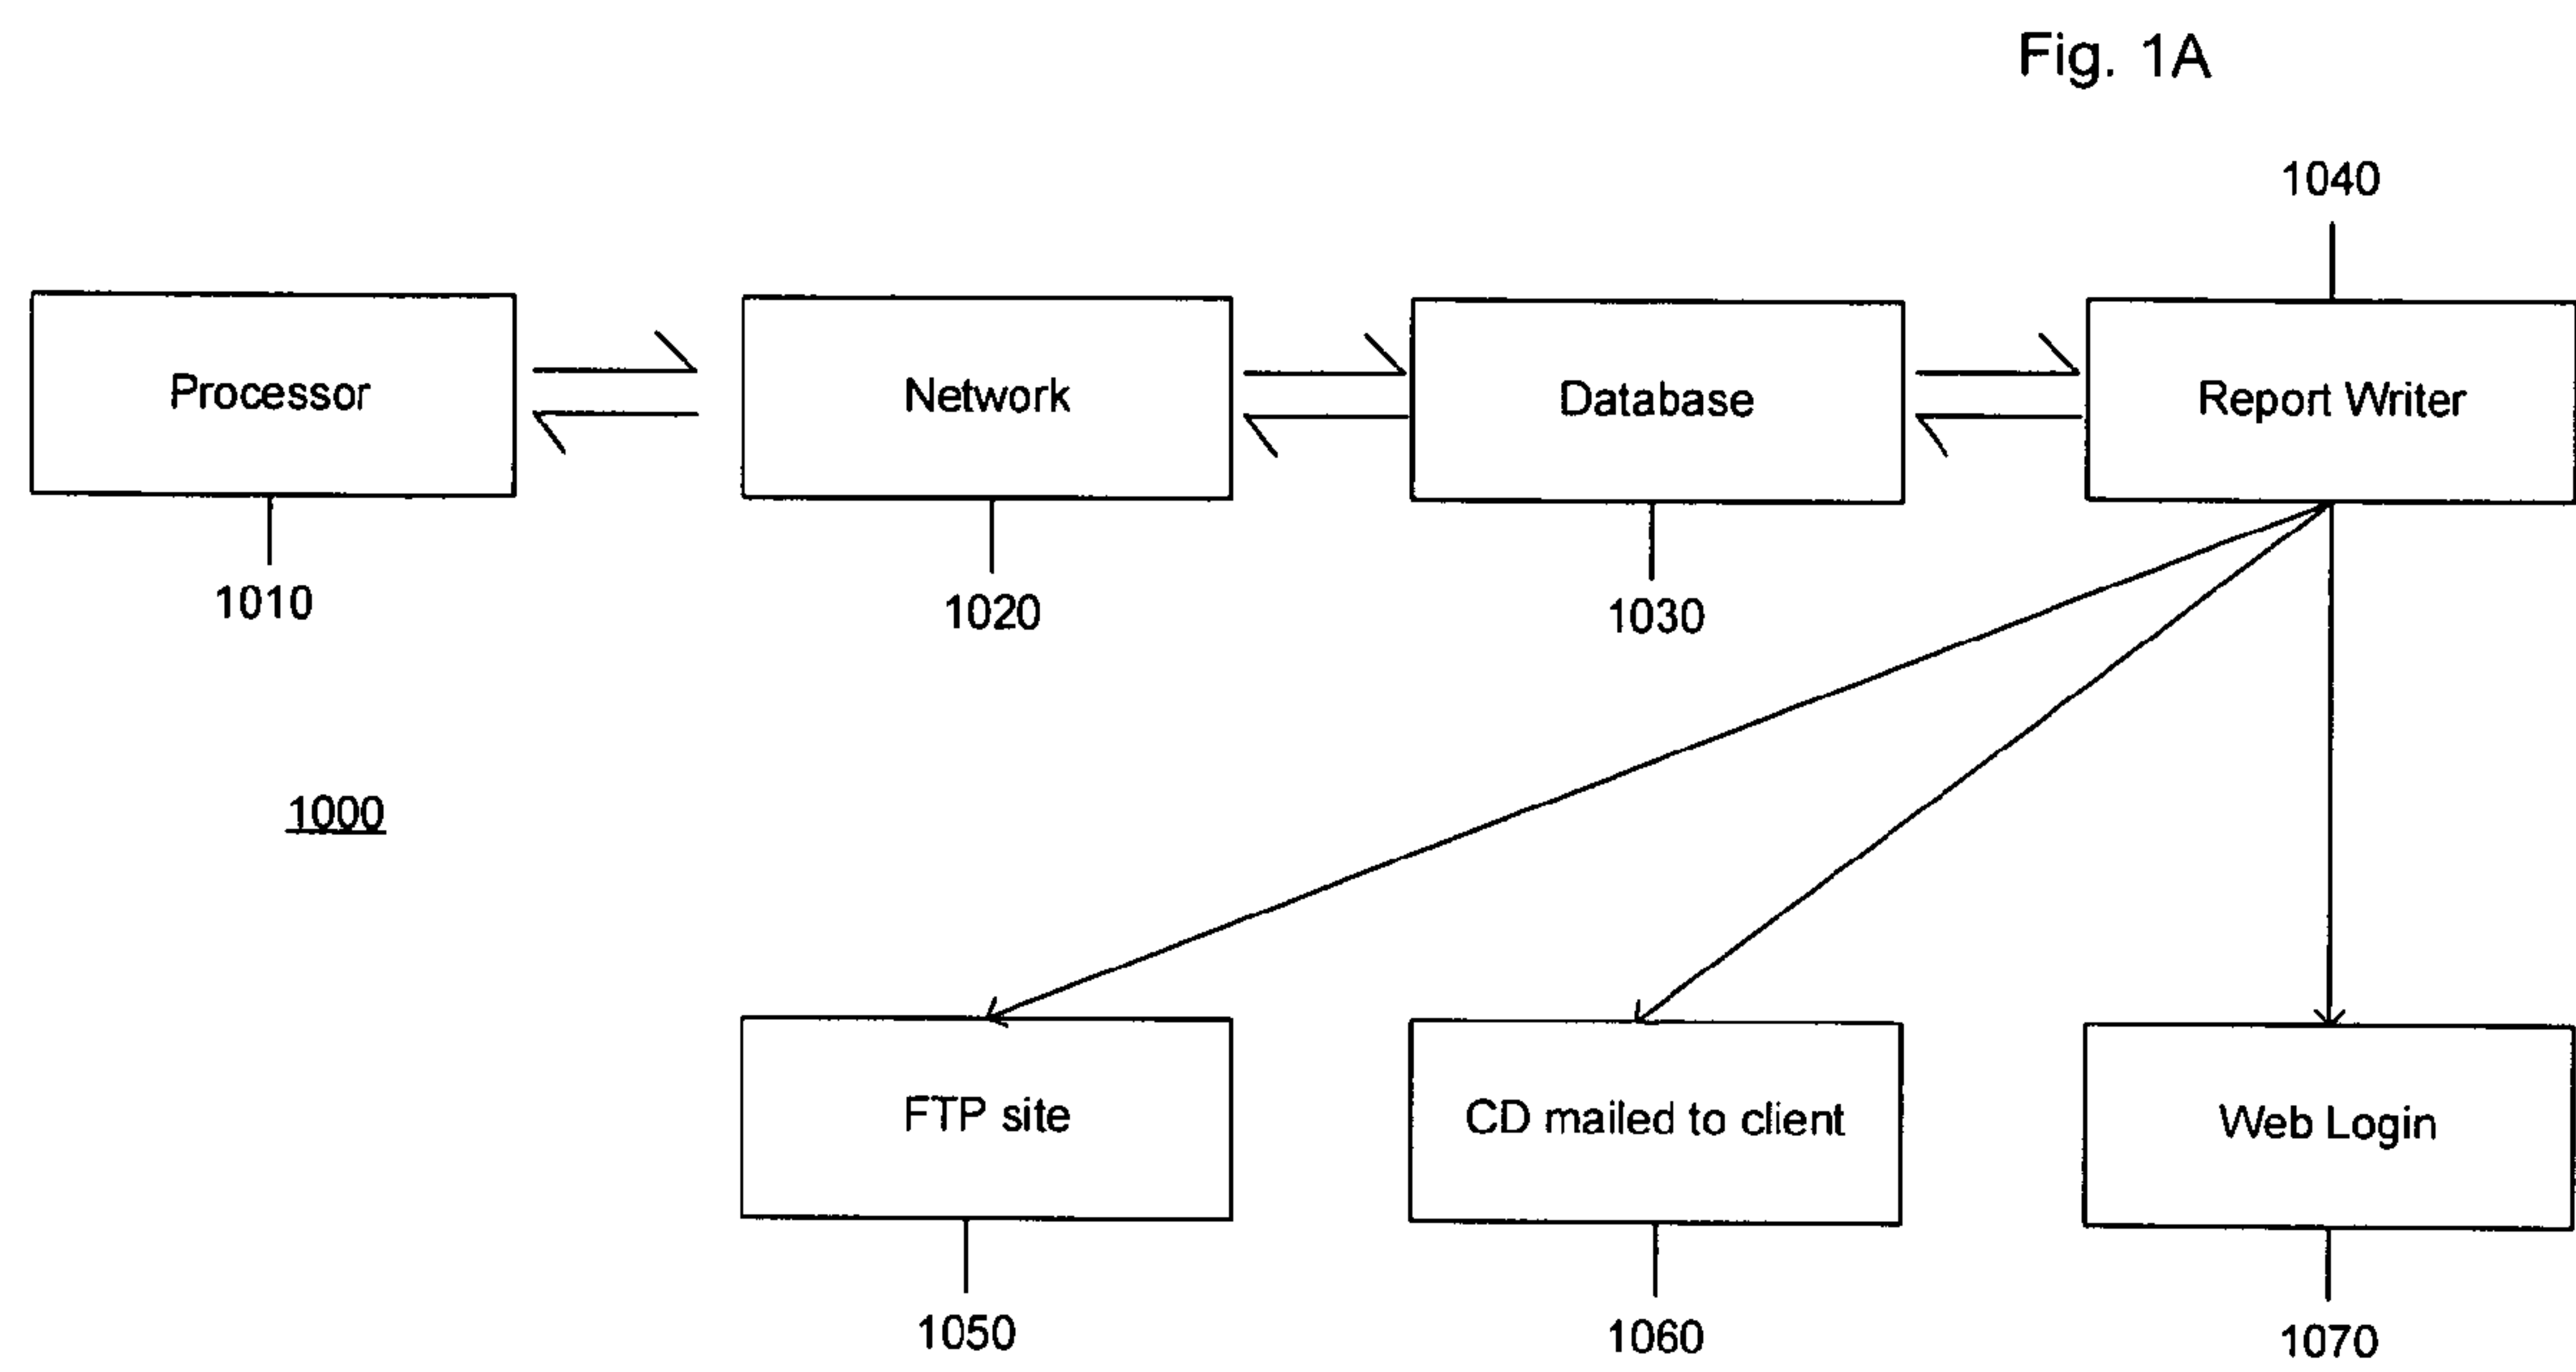 Fig. 1A
1040
Processor
Network
Database
Report Writer
1010
1020
1030
1000
FTP site
CD mailed to client
Web Login
1050
1060
1070